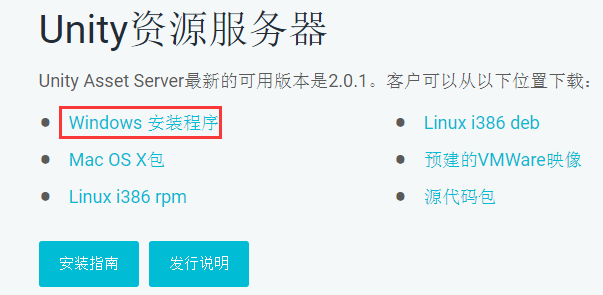 Unity资源服务器
Unity Asset Server最新的可用版本是2.0.1。客户可以从以下位置下载：
Windows 安装程序
Linux i386 deb
Mac OS X包
预建的VMWare映像
Linux i386 rpm
源代码包
安装指南
发行说明